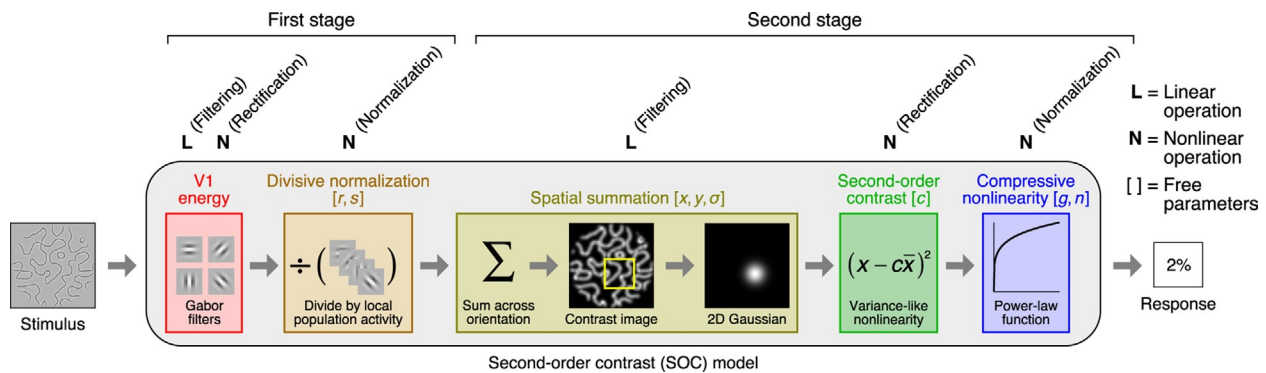 First stage
Second stage
L (Filtering)
N (Rectification)
N (Normalization)
L (Filtering)
N (Rectification)
N (Normalization)
L = Linear
operation
N = Nonlinear
operation
[ ] = Free
parameters
V1
energy
Divisive normalization
[r, s]
Spatial summation [x, y, σ]
Second-order
contrast [c]
Compressive
nonlinearity [g, n]
Stimulus
Gabor
filters
÷ ( )
Divide by local
population activity
∑
Sum across
orientation
Contrast image
2D Gaussian
(x − cx̄)²
Variance-like
nonlinearity
Power-law
function
2%
Response
Second-order contrast (SOC) model